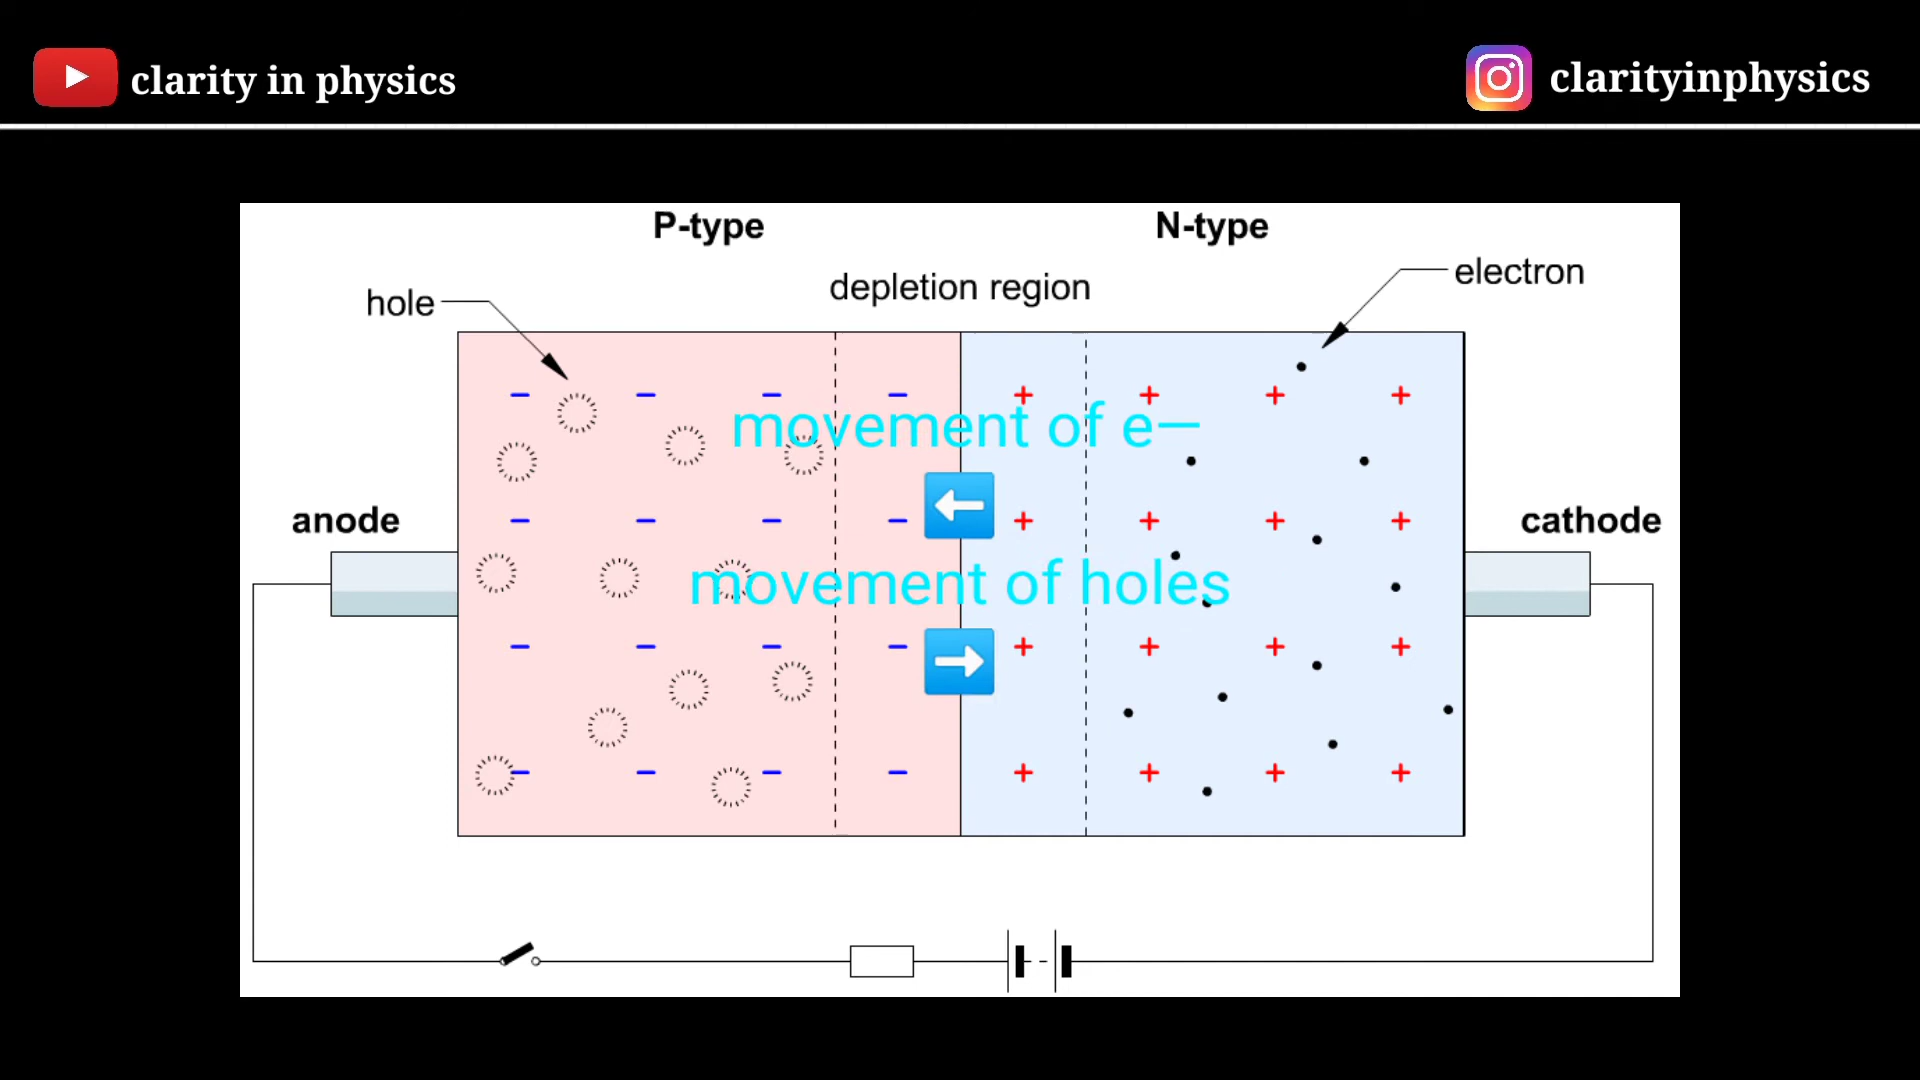 clarity in physics
clarityinphysics
P-type
N-type
depletion region
hole
electron
movement of e—
anode
cathode
movement of holes